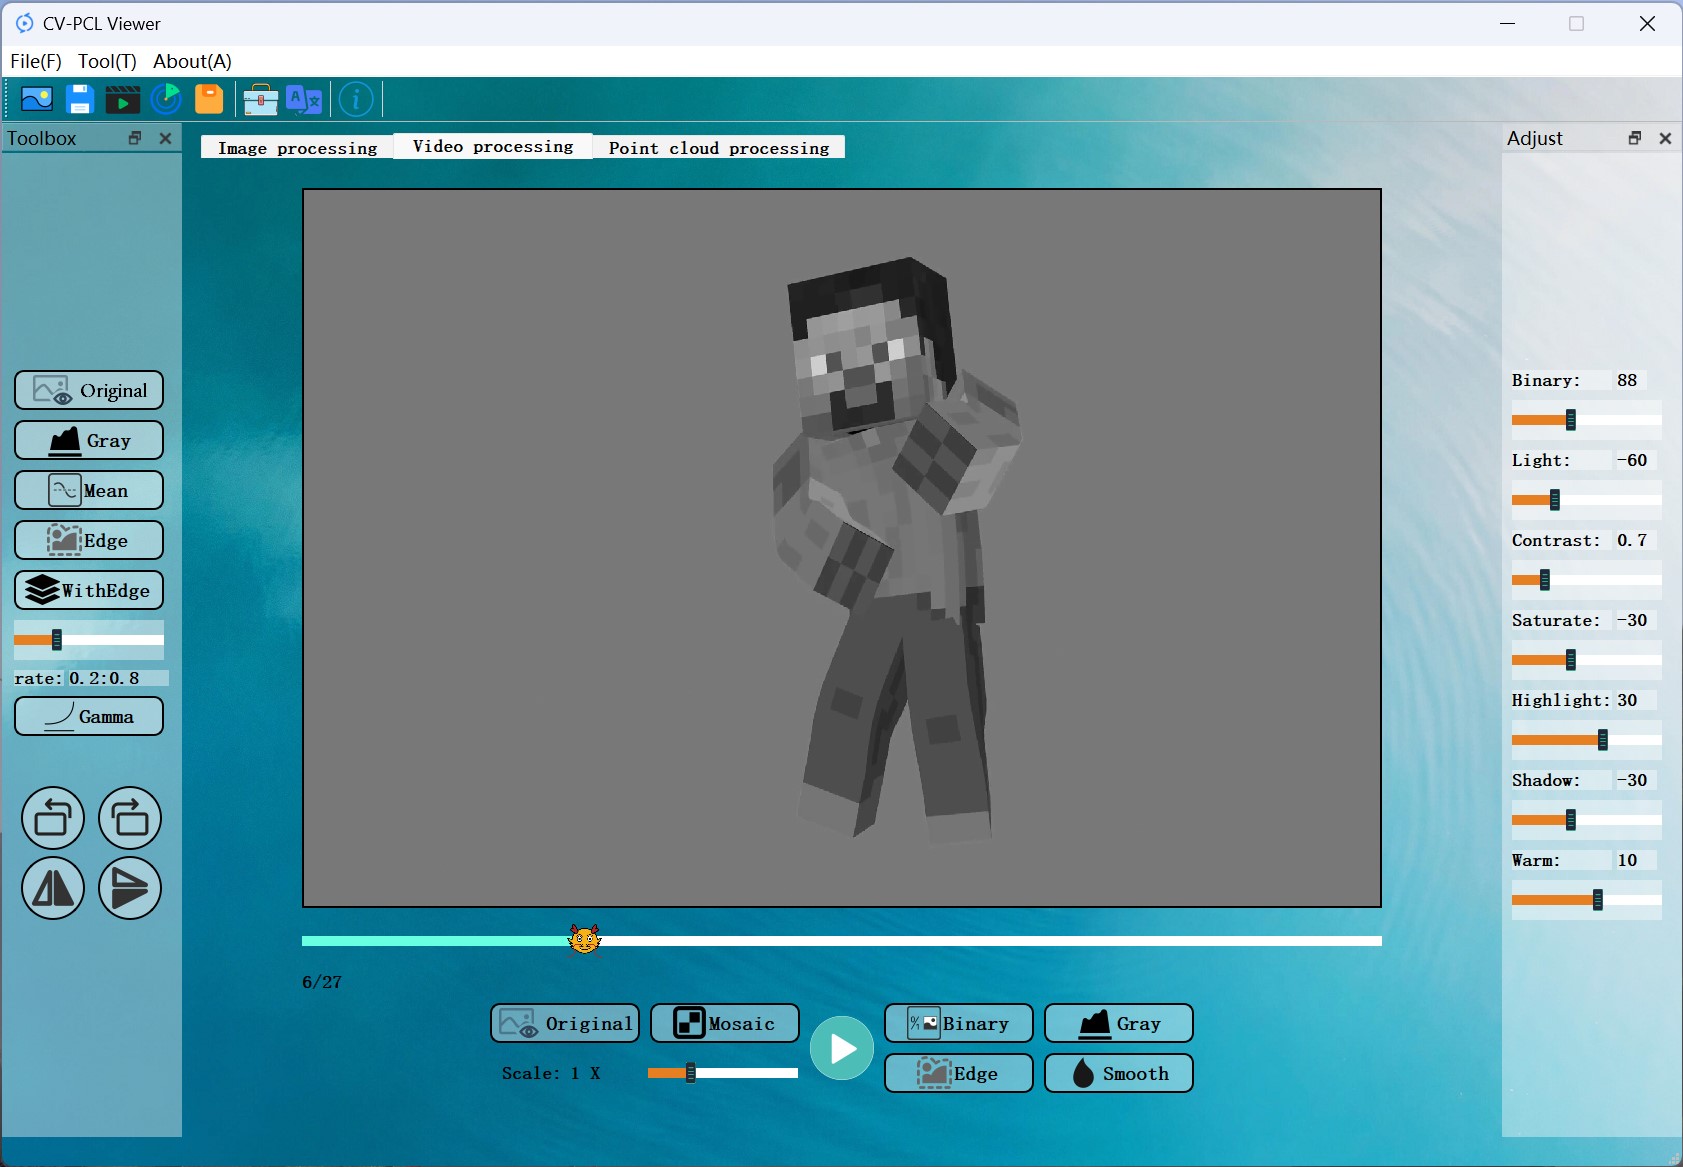 CV-PCL Viewer
File(F) Tool(T) About(A)
Toolbox
Image processing Video processing Point cloud processing
Adjust
Original
Gray
Mean
Edge
WithEdge
rate: 0.2:0.8
Gamma
Binary: 88
Light: -60
Contrast: 0.7
Saturate: -30
Highlight: 30
Shadow: -30
Warm: 10
6/27
Original Mosaic Binary Gray
Scale: 1 X Edge Smooth